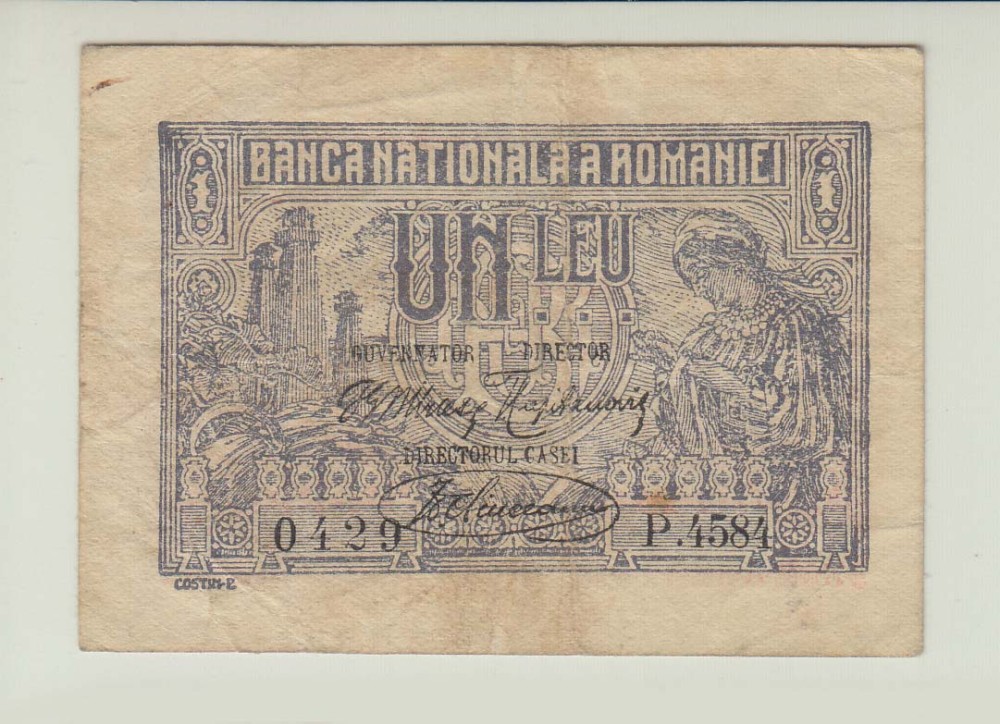 BANCA NATIONALA A ROMANIEI
1 1
UN LEU
GUVERNATOR DIRECTOR
DIRECTORUL CASEI
0429 P.4584
COSTIN-P.